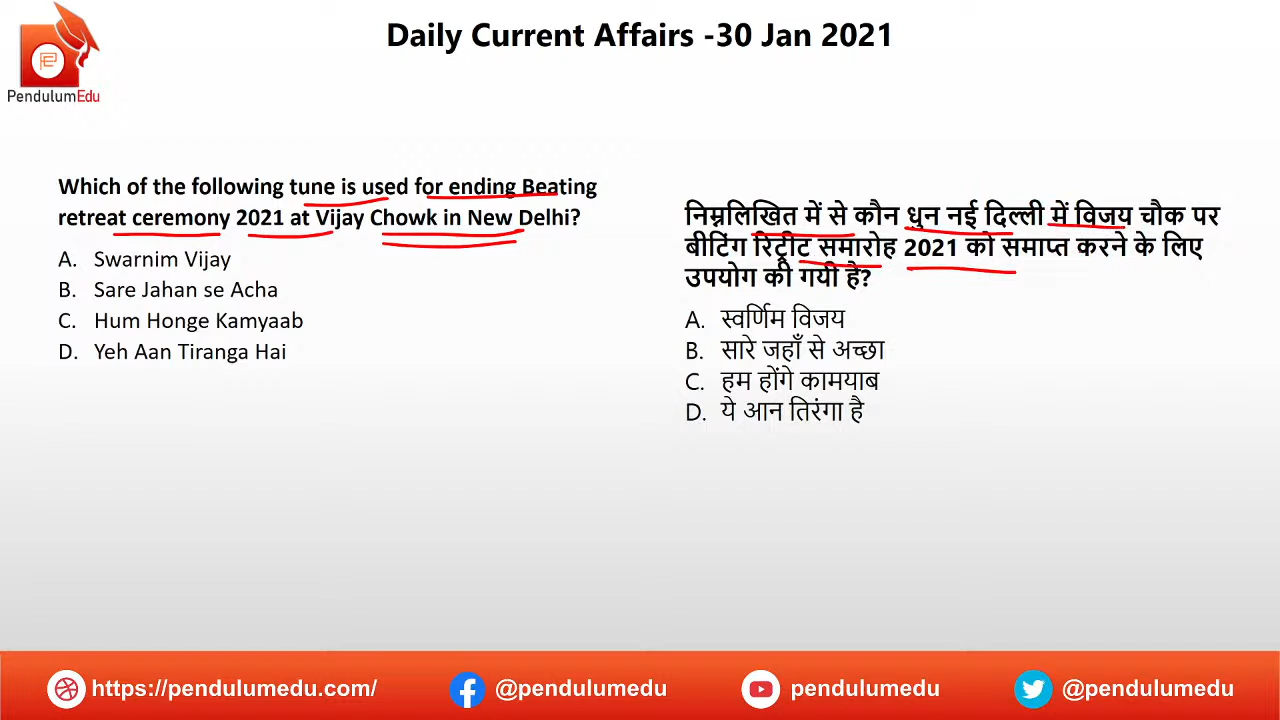 Daily Current Affairs -30 Jan 2021
PendulumEdu
Which of the following tune is used for ending Beating
retreat ceremony 2021 at Vijay Chowk in New Delhi?
A. Swarnim Vijay
B. Sare Jahan se Acha
C. Hum Honge Kamyaab
D. Yeh Aan Tiranga Hai
निम्नलिखित में से कौन धुन नई दिल्ली में विजय चौक पर
बीटिंग रिट्रीट समारोह 2021 को समाप्त करने के लिए
उपयोग की गयी है?
A. स्वर्णिम विजय
B. सारे जहाँ से अच्छा
C. हम होंगे कामयाब
D. ये आन तिरंगा है
https://pendulumedu.com/ @pendulumedu pendulumedu @pendulumedu